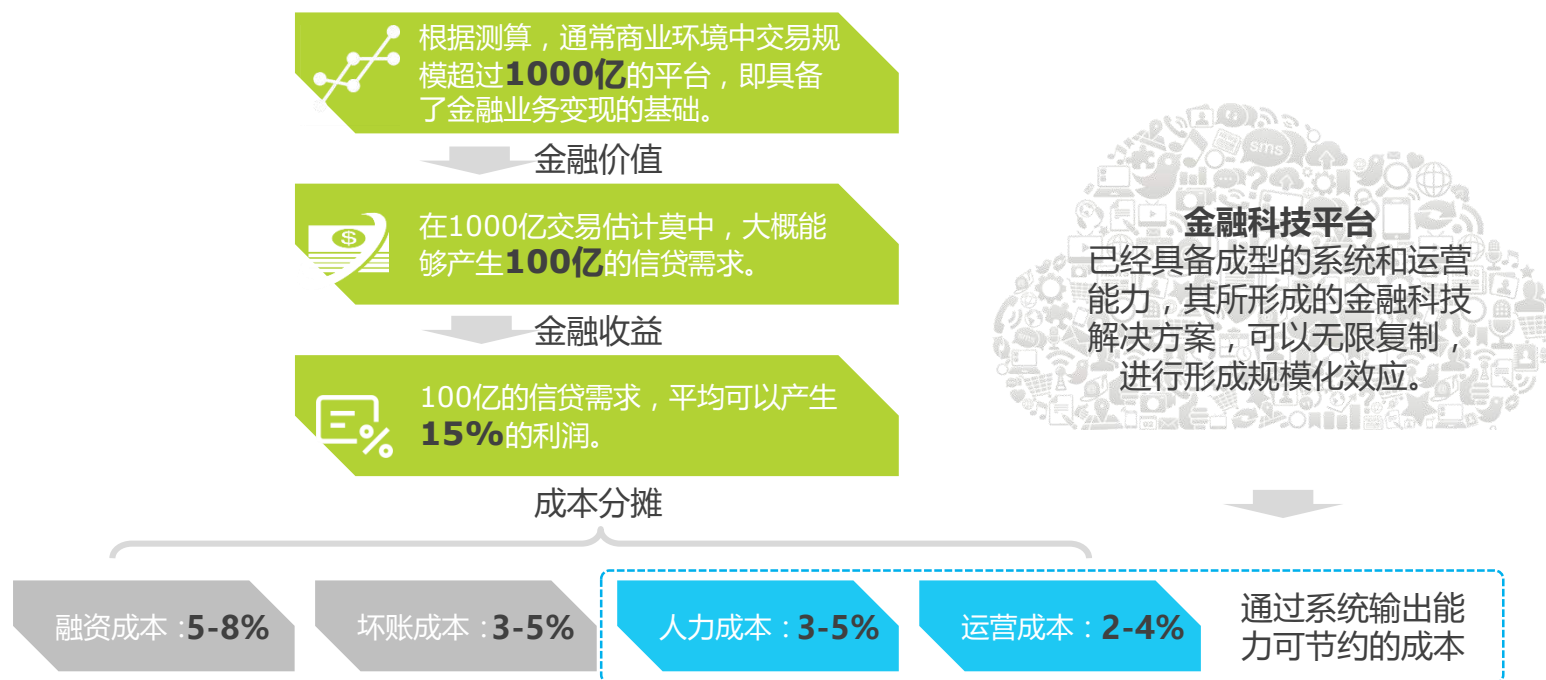 根据测算，通常商业环境中交易规
模超过1000亿的平台，即具备
了金融业务变现的基础。
金融价值
在1000亿交易估计莫中，大概能
够产生100亿的信贷需求。
金融收益
100亿的信贷需求，平均可以产生
15%的利润。
成本分摊
融资成本：5-8%
坏账成本：3-5%
人力成本：3-5%
运营成本：2-4%
通过系统输出能
力可节约的成本
金融科技平台
已经具备成型的系统和运营
能力，其所形成的金融科技
解决方案，可以无限复制，
进行形成规模化效应。
sms
sms